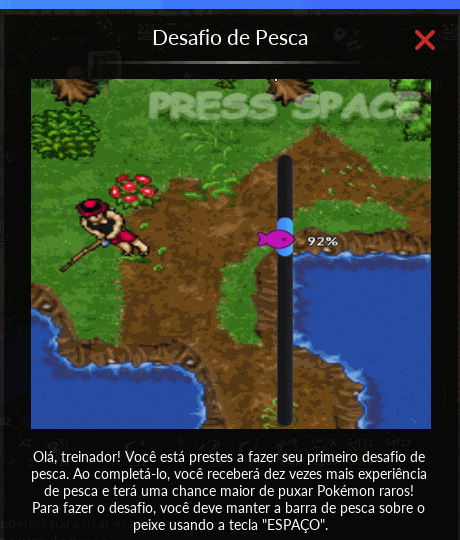 Desafio de Pesca
PRESS SPACE
92%
Olá, treinador! Você está prestes a fazer seu primeiro desafio de
pesca. Ao completá-lo, você receberá dez vezes mais experiência
de pesca e terá uma chance maior de puxar Pokémon raros!
Para fazer o desafio, você deve manter a barra de pesca sobre o
peixe usando a tecla "ESPAÇO".